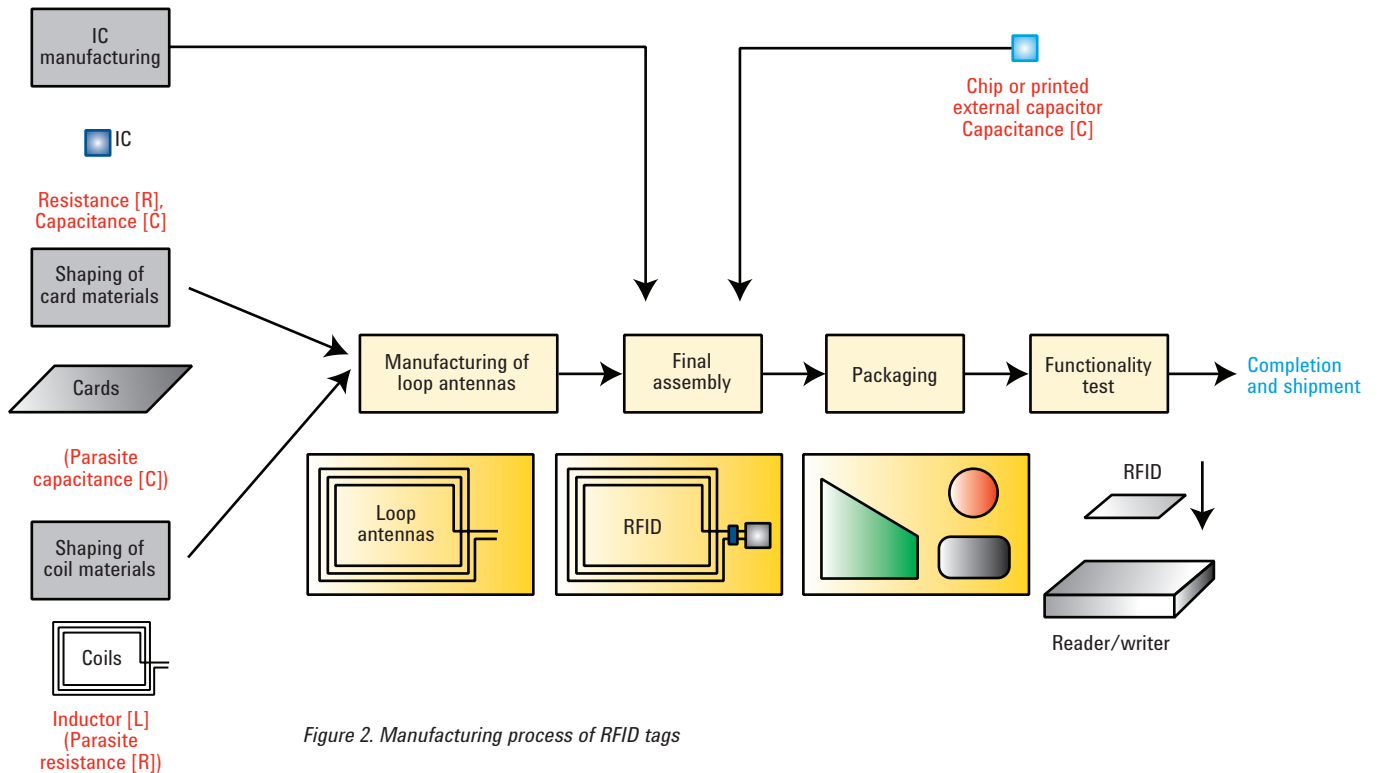 IC
manufacturing
IC
Resistance [R],
Capacitance [C]
Shaping of
card materials
Cards
(Parasite
capacitance [C])
Shaping of
coil materials
Coils
Inductor [L]
(Parasite
resistance [R])
Chip or printed
external capacitor
Capacitance [C]
Manufacturing of
loop antennas
Final
assembly
Packaging
Functionality
test
Completion
and shipment
Loop
antennas
RFID
RFID
Reader/writer
Figure 2. Manufacturing process of RFID tags